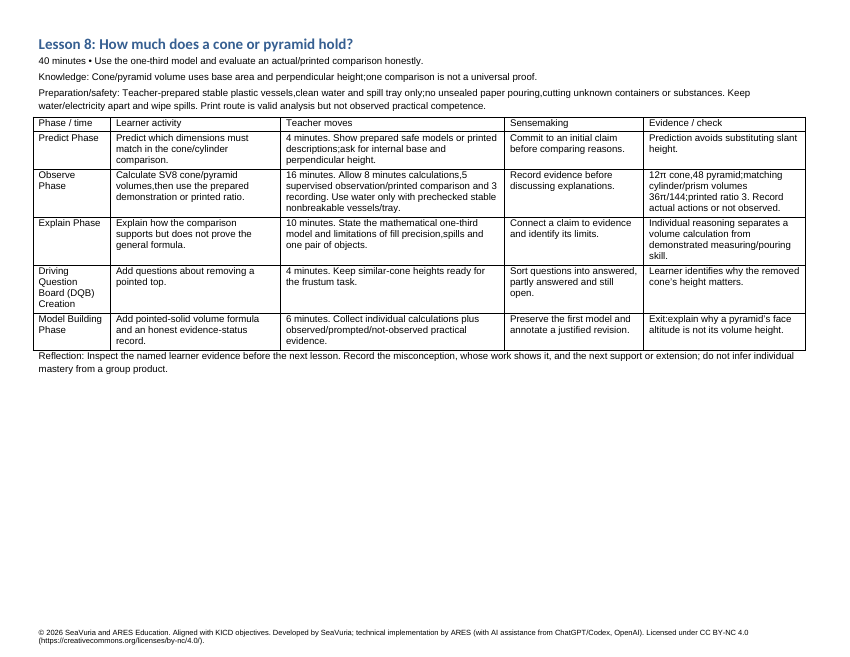 Lesson 8: How much does a cone or pyramid hold?
40 minutes • Use the one-third model and evaluate an actual/printed comparison honestly.
Knowledge: Cone/pyramid volume uses base area and perpendicular height;one comparison is not a universal proof.
Preparation/safety: Teacher-prepared stable plastic vessels,clean water and spill tray only;no unsealed paper pouring,cutting unknown containers or substances. Keep
water/electricity apart and wipe spills. Print route is valid analysis but not observed practical competence.
Phase / time
Learner activity
Teacher moves
Sensemaking
Evidence / check
Predict Phase
Predict which dimensions must
match in the cone/cylinder
comparison.
4 minutes. Show prepared safe models or printed
descriptions;ask for internal base and
perpendicular height.
Commit to an initial claim
before comparing reasons.
Prediction avoids substituting slant
height.
Observe
Phase
Calculate SV8 cone/pyramid
volumes,then use the prepared
demonstration or printed ratio.
16 minutes. Allow 8 minutes calculations,5
supervised observation/printed comparison and 3
recording. Use water only with prechecked stable
nonbreakable vessels/tray.
Record evidence before
discussing explanations.
12π cone,48 pyramid;matching
cylinder/prism volumes
36π/144;printed ratio 3. Record
actual actions or not observed.
Explain Phase
Explain how the comparison
supports but does not prove the
general formula.
10 minutes. State the mathematical one-third
model and limitations of fill precision,spills and
one pair of objects.
Connect a claim to evidence
and identify its limits.
Individual reasoning separates a
volume calculation from
demonstrated measuring/pouring
skill.
Driving
Question
Board (DQB)
Creation
Add questions about removing a
pointed top.
4 minutes. Keep similar-cone heights ready for
the frustum task.
Sort questions into answered,
partly answered and still
open.
Learner identifies why the removed
cone's height matters.
Model Building
Phase
Add pointed-solid volume formula
and an honest evidence-status
record.
6 minutes. Collect individual calculations plus
observed/prompted/not-observed practical
evidence.
Preserve the first model and
annotate a justified revision.
Exit:explain why a pyramid's face
altitude is not its volume height.
Reflection: Inspect the named learner evidence before the next lesson. Record the misconception, whose work shows it, and the next support or extension; do not infer individual
mastery from a group product.
© 2026 SeaVuria and ARES Education. Aligned with KICD objectives. Developed by SeaVuria; technical implementation by ARES (with AI assistance from ChatGPT/Codex, OpenAI). Licensed under CC BY-NC 4.0
(https://creativecommons.org/licenses/by-nc/4.0/).